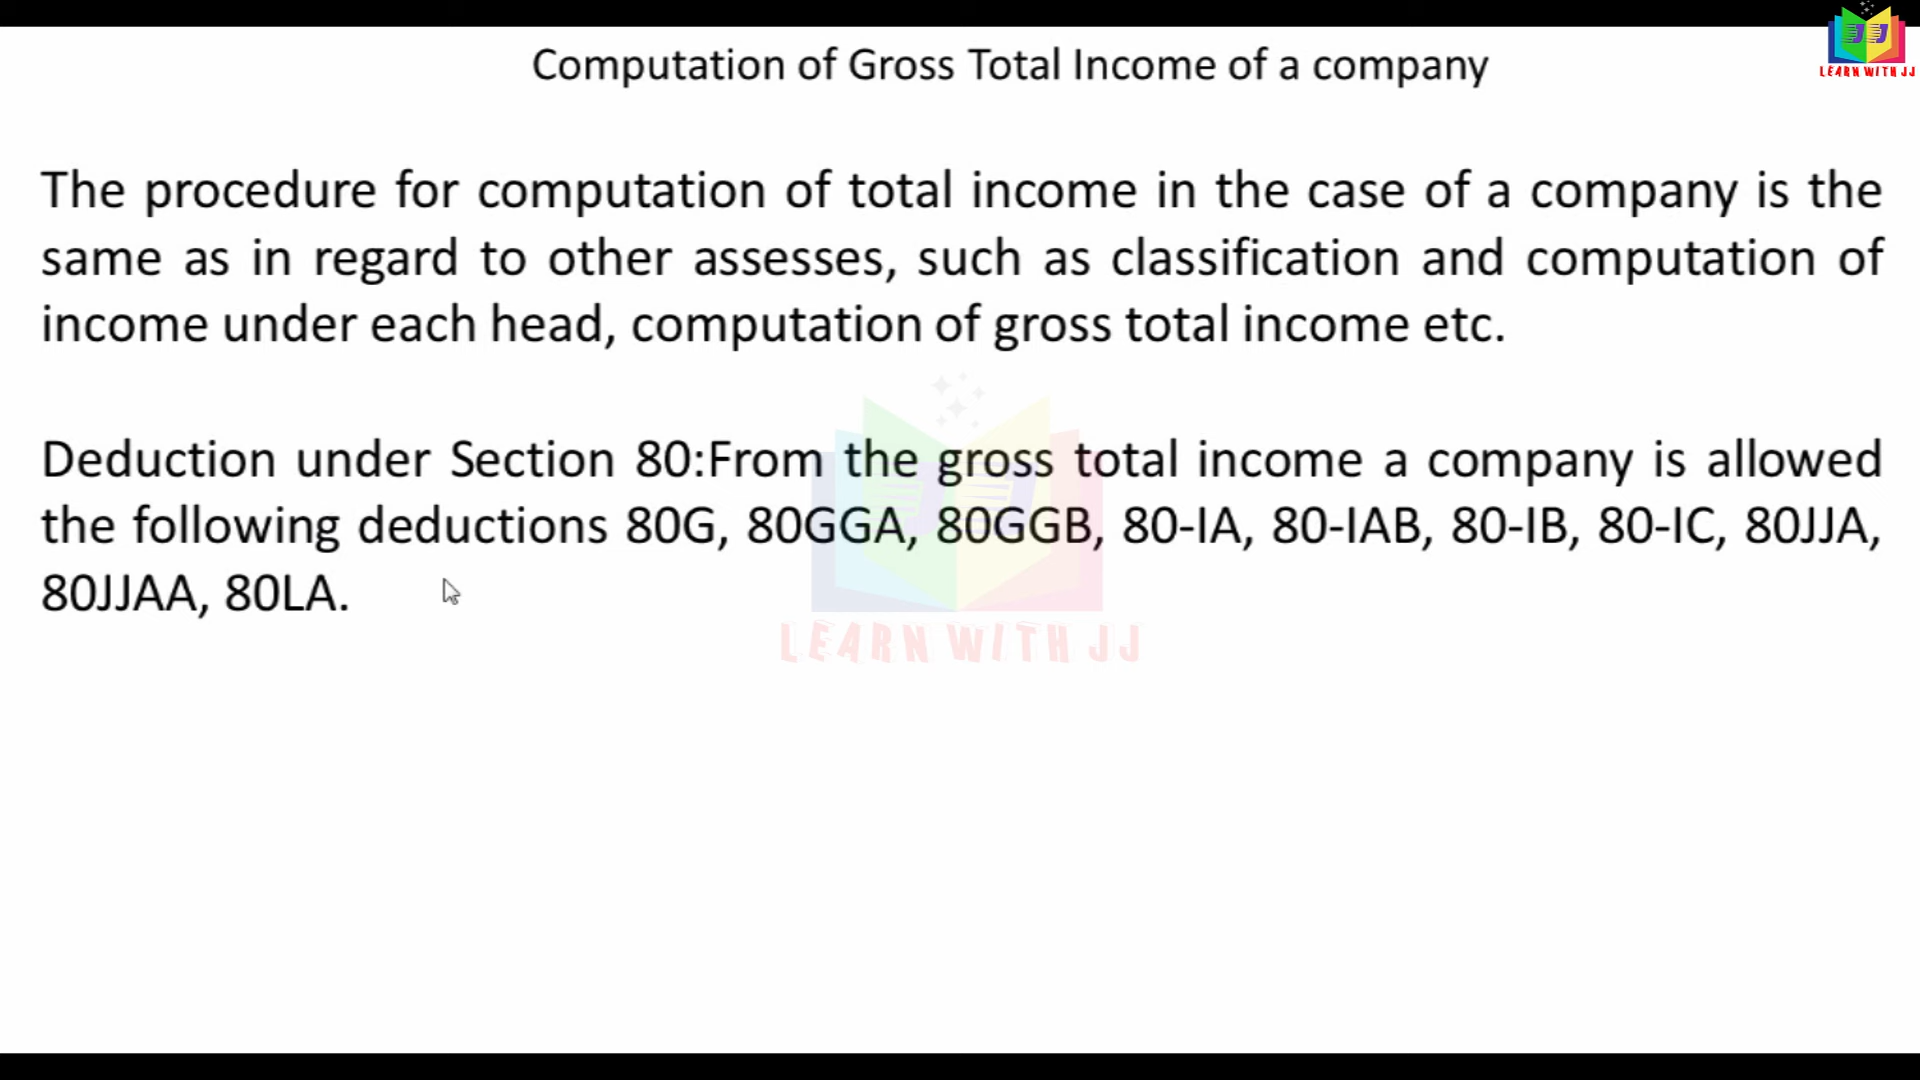 Computation of Gross Total Income of a company
LEARN WITH JJ
The procedure for computation of total income in the case of a company is the
same as in regard to other assesses, such as classification and computation of
income under each head, computation of gross total income etc.
Deduction under Section 80:From the gross total income a company is allowed
the following deductions 80G, 80GGA, 80GGB, 80-IA, 80-IAB, 80-IB, 80-IC, 80JJA,
80JJAA, 80LA.
LEARN WITH JJ